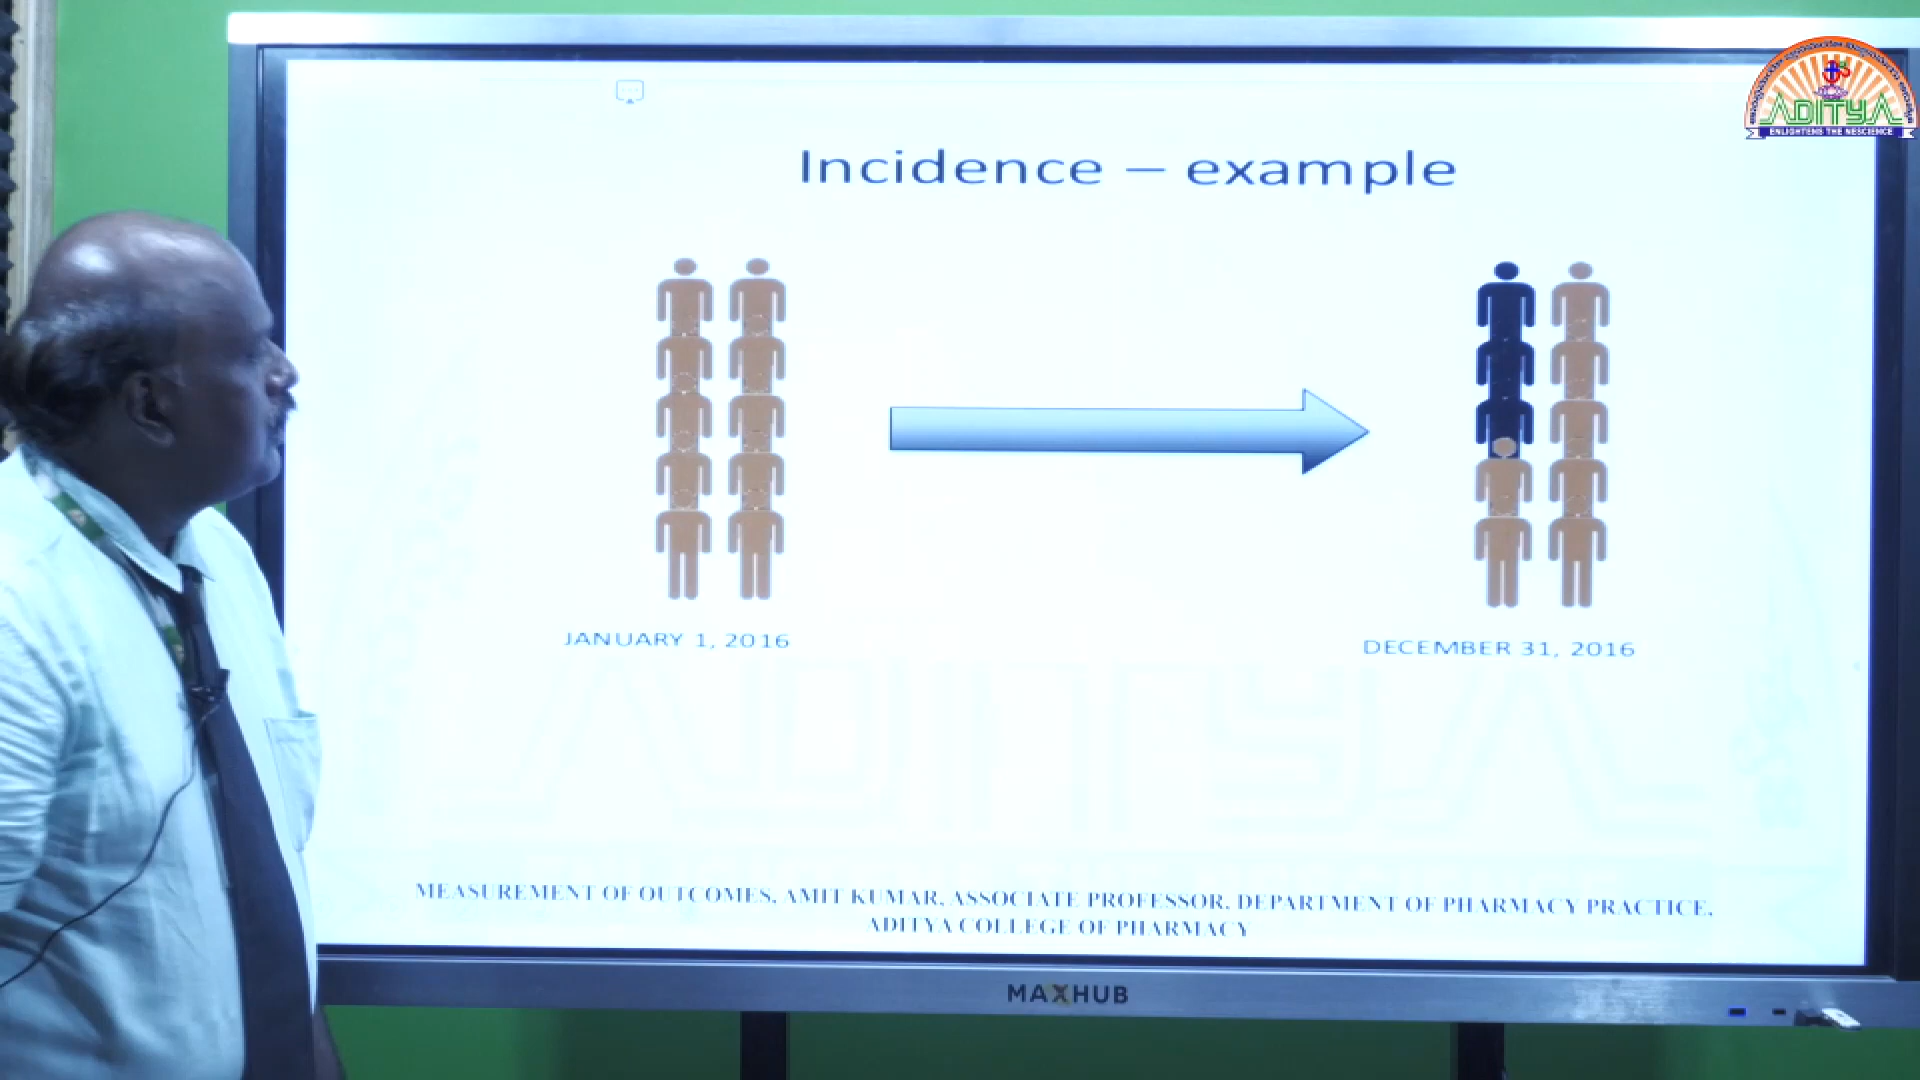 ADITYA
ENLIGHTENS THE NESCIENCE
Incidence – example
JANUARY 1, 2016
DECEMBER 31, 2016
MEASUREMENT OF OUTCOMES, AMIT KUMAR, ASSOCIATE PROFESSOR, DEPARTMENT OF PHARMACY PRACTICE,
ADITYA COLLEGE OF PHARMACY
MAXHUB